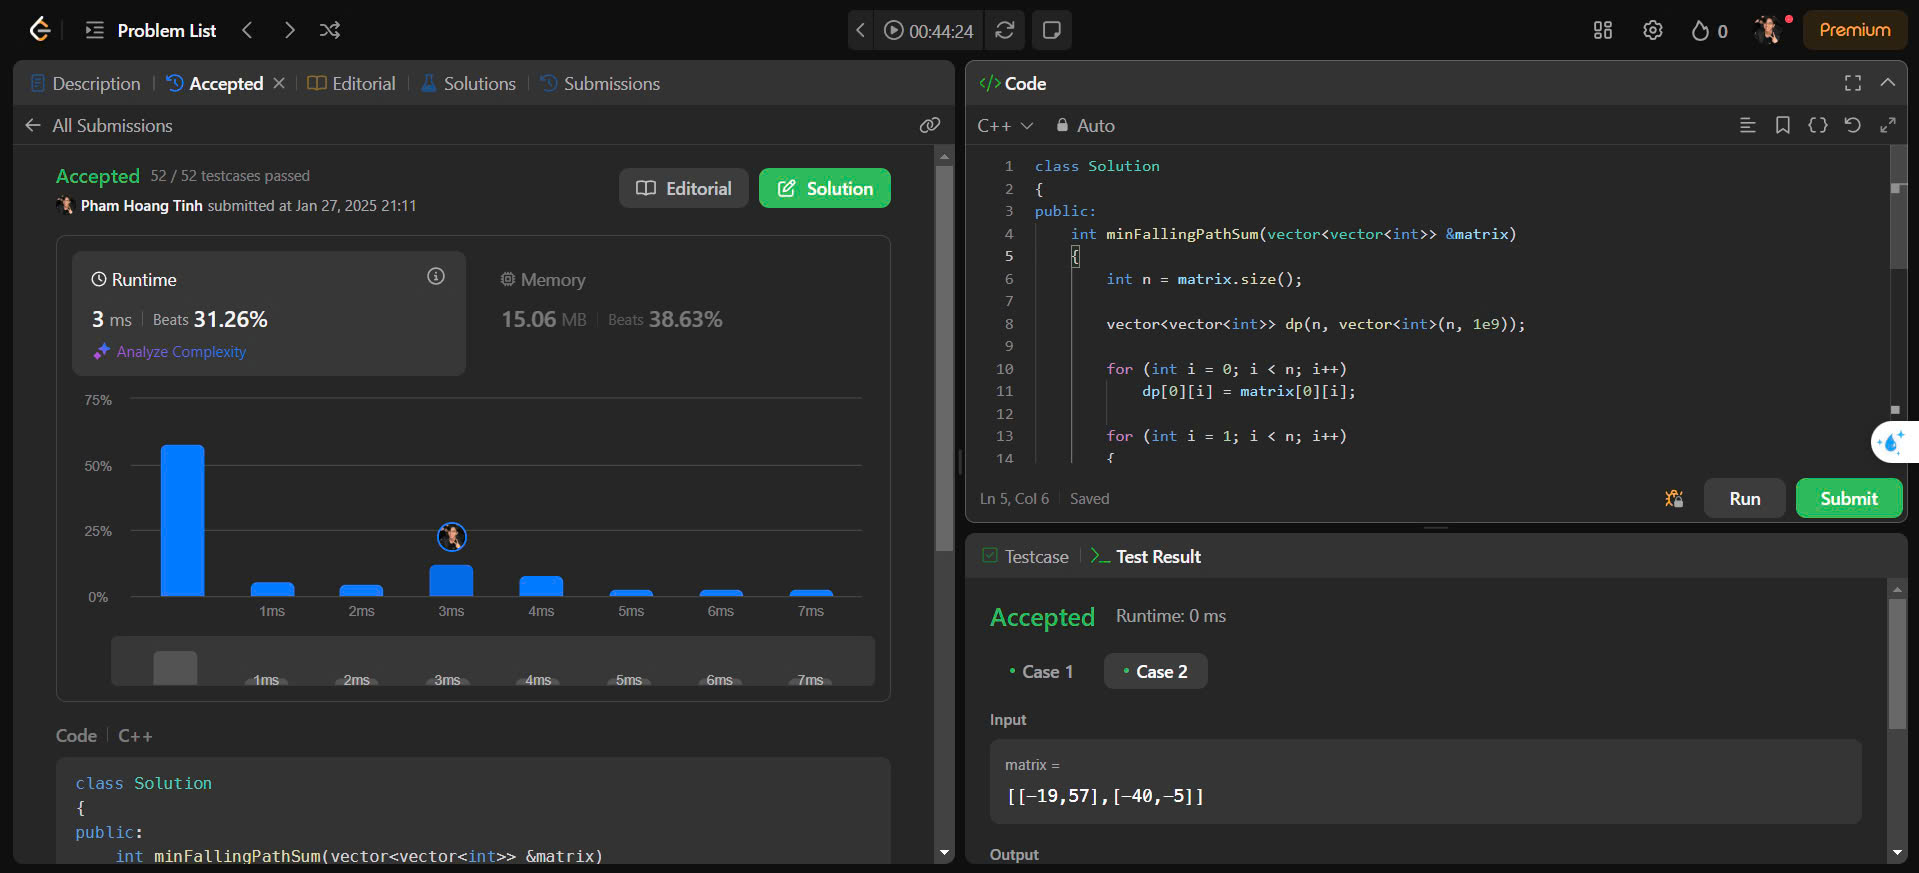 Problem List
00:44:24
0
Premium
Description
Accepted
Editorial
Solutions
Submissions
All Submissions
Accepted 52 / 52 testcases passed
Pham Hoang Tinh submitted at Jan 27, 2025 21:11
Editorial
Solution
Runtime
3 ms Beats 31.26%
Analyze Complexity
Memory
15.06 MB Beats 38.63%
75%
50%
25%
0%
1ms 2ms 3ms 4ms 5ms 6ms 7ms
1ms 2ms 3ms 4ms 5ms 6ms 7ms
Code C++
class Solution
{
public:
int minFallingPathSum(vector<vector<int>> &matrix)
</> Code
C++ Auto
1 class Solution
2 {
3 public:
4 int minFallingPathSum(vector<vector<int>> &matrix)
5 {
6 int n = matrix.size();
7
8 vector<vector<int>> dp(n, vector<int>(n, 1e9));
9
10 for (int i = 0; i < n; i++)
11 dp[0][i] = matrix[0][i];
12
13 for (int i = 1; i < n; i++)
14 {
Ln 5, Col 6 Saved
Run
Submit
Testcase
Test Result
Accepted Runtime: 0 ms
• Case 1
• Case 2
Input
matrix =
[[-19,57],[-40,-5]]
Output